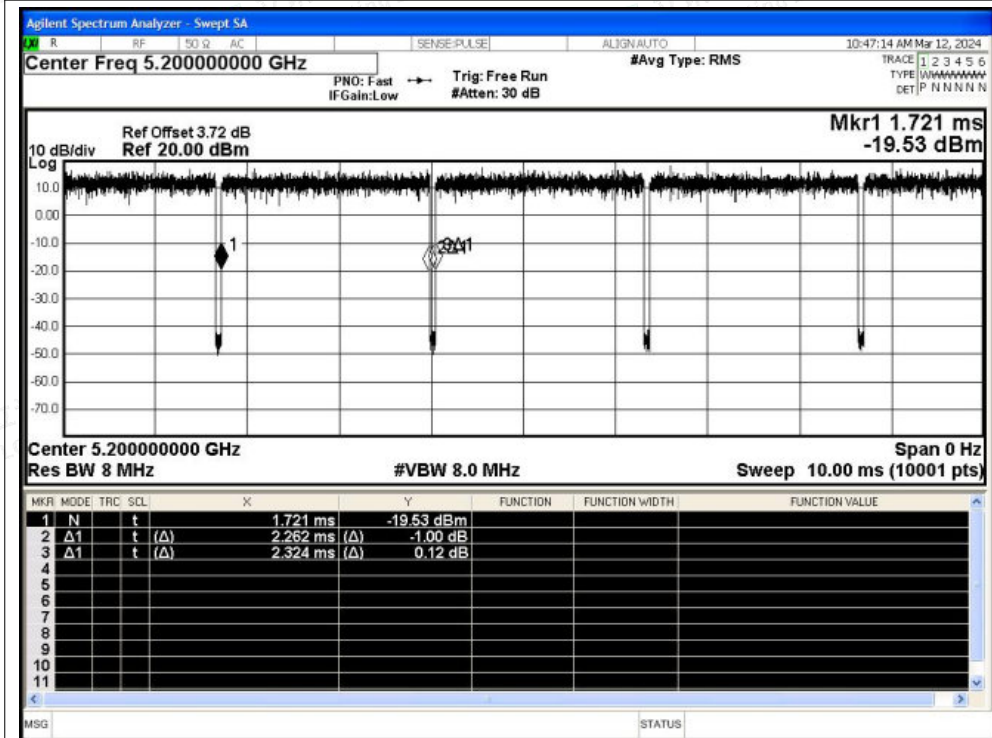 Agilent Spectrum Analyzer - Swept SA
LXI R RF 50 Ω AC SENSE:PULSE ALIGN AUTO 10:47:14 AM Mar 12, 2024
Center Freq 5.200000000 GHz #Avg Type: RMS TRACE 1 2 3 4 5 6
PNO: Fast Trig: Free Run TYPE WWWWWW
IFGain:Low #Atten: 30 dB DET P N N N N N
Mkr1 1.721 ms
Ref Offset 3.72 dB
10 dB/div Ref 20.00 dBm -19.53 dBm
Log
10.0
0.00
-10.0
1
-20.0
-30.0
-40.0
-50.0
-60.0
-70.0
Center 5.200000000 GHz Span 0 Hz
Res BW 8 MHz #VBW 8.0 MHz Sweep 10.00 ms (10001 pts)
MKR MODE TRC SCL X Y FUNCTION FUNCTION WIDTH FUNCTION VALUE
1 N t 1.721 ms -19.53 dBm
2 Δ1 t (Δ) 2.262 ms (Δ) -1.00 dB
3 Δ1 t (Δ) 2.324 ms (Δ) 0.12 dB
4
5
6
7
8
9
10
11
MSG STATUS